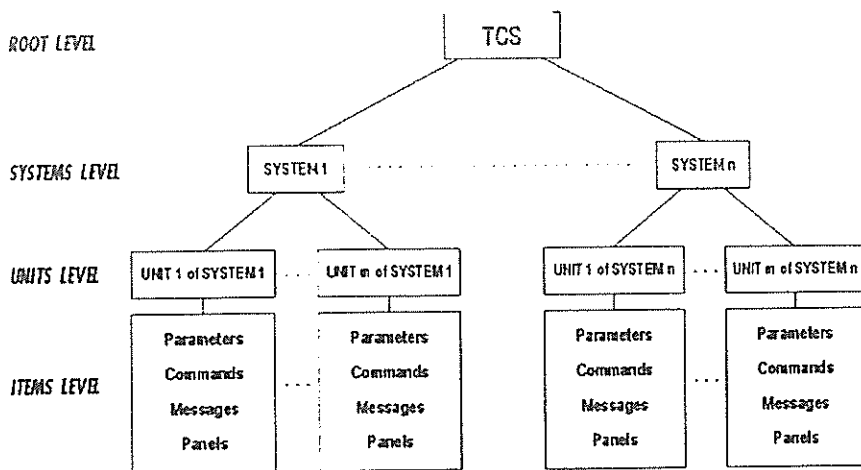 ROOT LEVEL
TCS
SYSTEMS LEVEL
SYSTEM 1
SYSTEM n
UNITS LEVEL
UNIT 1 of SYSTEM 1
UNIT m of SYSTEM 1
UNIT 1 of SYSTEM n
UNIT m of SYSTEM n
ITEMS LEVEL
Parameters
Commands
Messages
Panels
Parameters
Commands
Messages
Panels
Parameters
Commands
Messages
Panels
Parameters
Commands
Messages
Panels